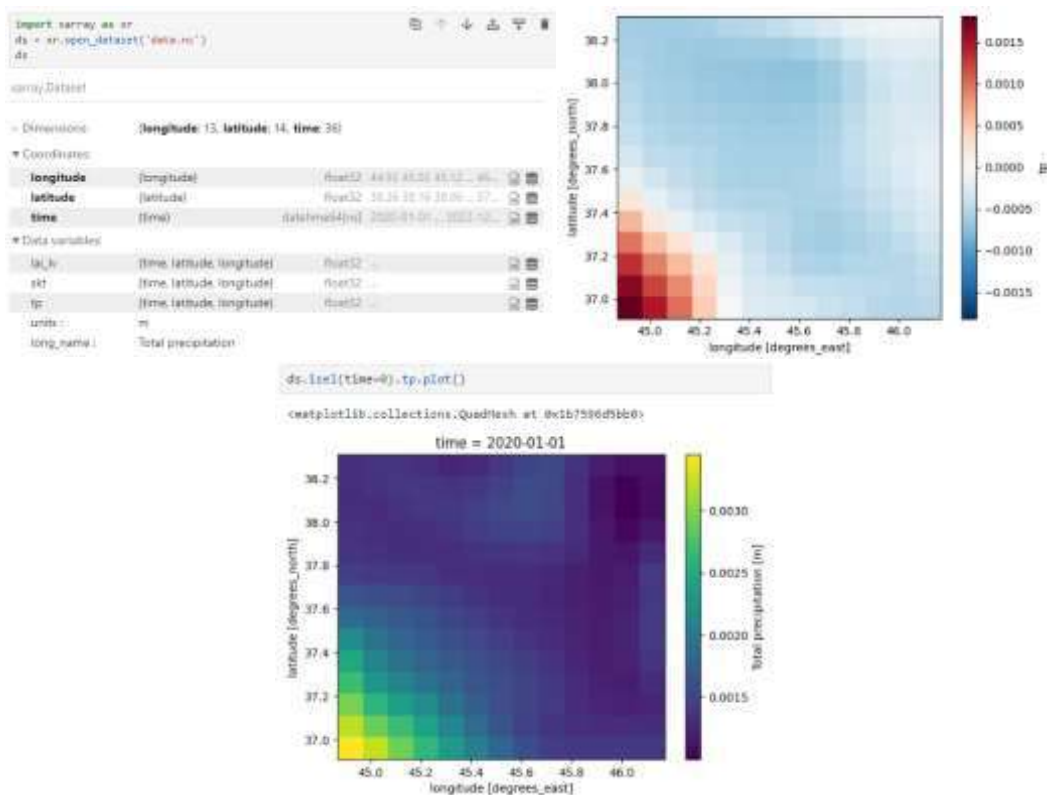 import xarray as xr
ds = xr.open_dataset('data.nc')
ds
xarray.Dataset
Dimensions: (longitude: 13, latitude: 14, time: 36)
Coordinates:
longitude (longitude) float32
latitude (latitude) float32
time (time) datetime64[ns] 2020-01-01 ...
Data variables:
lai_lv (time, latitude, longitude) float32 ...
skt (time, latitude, longitude) float32 ...
tp (time, latitude, longitude) float32 ...
units : m
long_name : Total precipitation
38.2
38.0
37.8
37.6
37.4
37.2
37.0
latitude [degrees_north]
45.0 45.2 45.4 45.6 45.8 46.0
longitude [degrees_east]
0.0015
0.0010
0.0005
0.0000
−0.0005
−0.0010
−0.0015
ds.isel(time=0).tp.plot()
<matplotlib.collections.QuadMesh at 0x1b7596d5bb0>
time = 2020-01-01
38.2
38.0
37.8
37.6
37.4
37.2
37.0
latitude [degrees_north]
45.0 45.2 45.4 45.6 45.8 46.0
longitude [degrees_east]
0.0030
0.0025
0.0020
0.0015
Total precipitation [m]